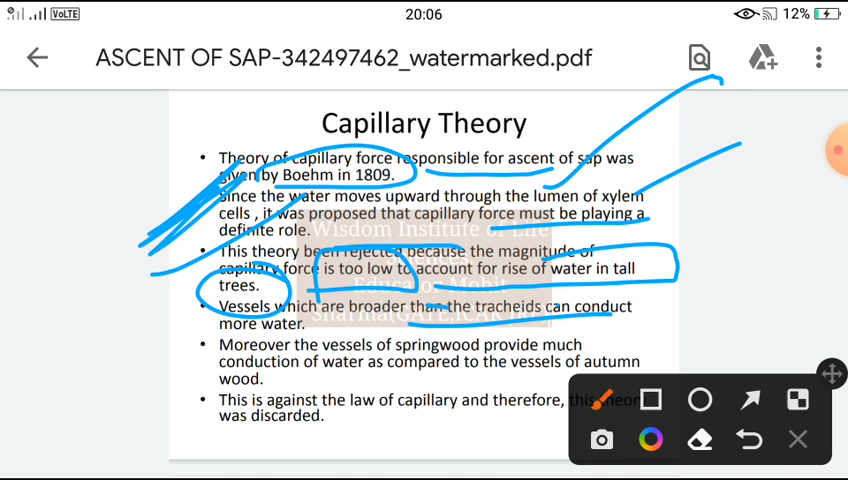 VoLTE 20:06 12%
ASCENT OF SAP-342497462_watermarked.pdf
Capillary Theory
• Theory of capillary force responsible for ascent of sap was
given by Boehm in 1809.
Since the water moves upward through the lumen of xylem
cells , it was proposed that capillary force must be playing a
definite role.
Wisdom Institute of Life
• This theory been rejected because the magnitude of
Sciences
capillary force is too low to account for rise of water in tall
trees.
Educator Mohit
• Vessels which are broader than the tracheids can conduct
Sharma(GATE,ICAR
more water.
• Moreover the vessels of springwood provide much
conduction of water as compared to the vessels of autumn
wood.
• This is against the law of capillary and therefore, this theory
was discarded.